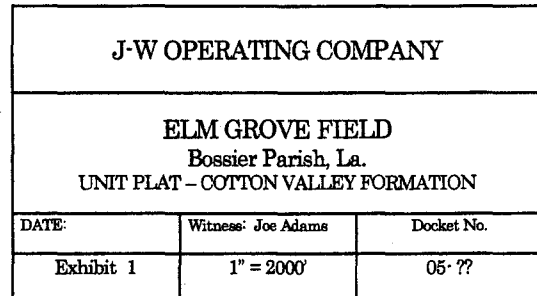 J-W OPERATING COMPANY
ELM GROVE FIELD
Bossier Parish, La.
UNIT PLAT – COTTON VALLEY FORMATION
DATE: Witness: Joe Adams Docket No.
Exhibit 1 1" = 2000' 05- ??